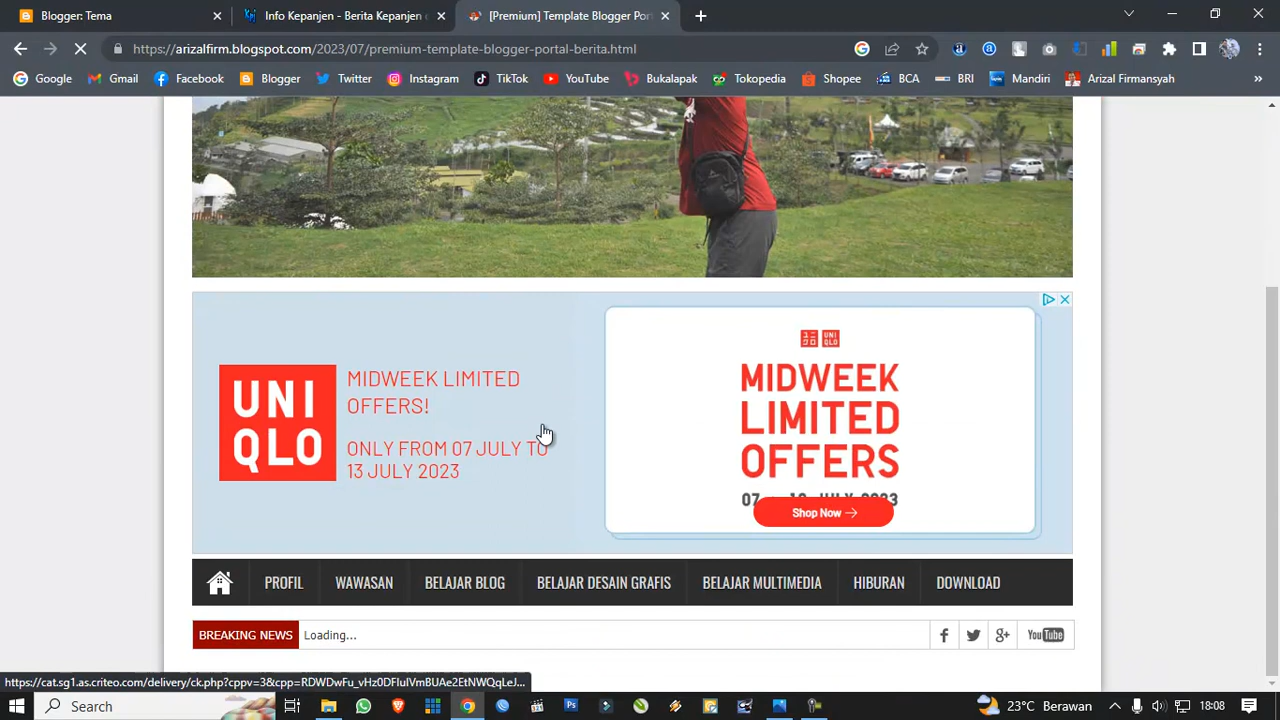 Blogger: Tema
Info Kepanjen - Berita Kepanjen
[Premium] Template Blogger Port
https://arizalfirm.blogspot.com/2023/07/premium-template-blogger-portal-berita.html
Google
Gmail
Facebook
Blogger
Twitter
Instagram
TikTok
YouTube
Bukalapak
Tokopedia
Shopee
BCA
BRI
Mandiri
Arizal Firmansyah
UNI
QLO
MIDWEEK LIMITED
OFFERS!
ONLY FROM 07 JULY TO
13 JULY 2023
MIDWEEK
LIMITED
OFFERS
Shop Now
PROFIL
WAWASAN
BELAJAR BLOG
BELAJAR DESAIN GRAFIS
BELAJAR MULTIMEDIA
HIBURAN
DOWNLOAD
BREAKING NEWS
Loading...
You Tube
https://cat.sg1.as.criteo.com/delivery/ck.php?cppv=3&cpp=RDWDwFu_vHz0DFIuIVmBUAe2EtNWQqLeJ...
Search
23°C Berawan
18:08